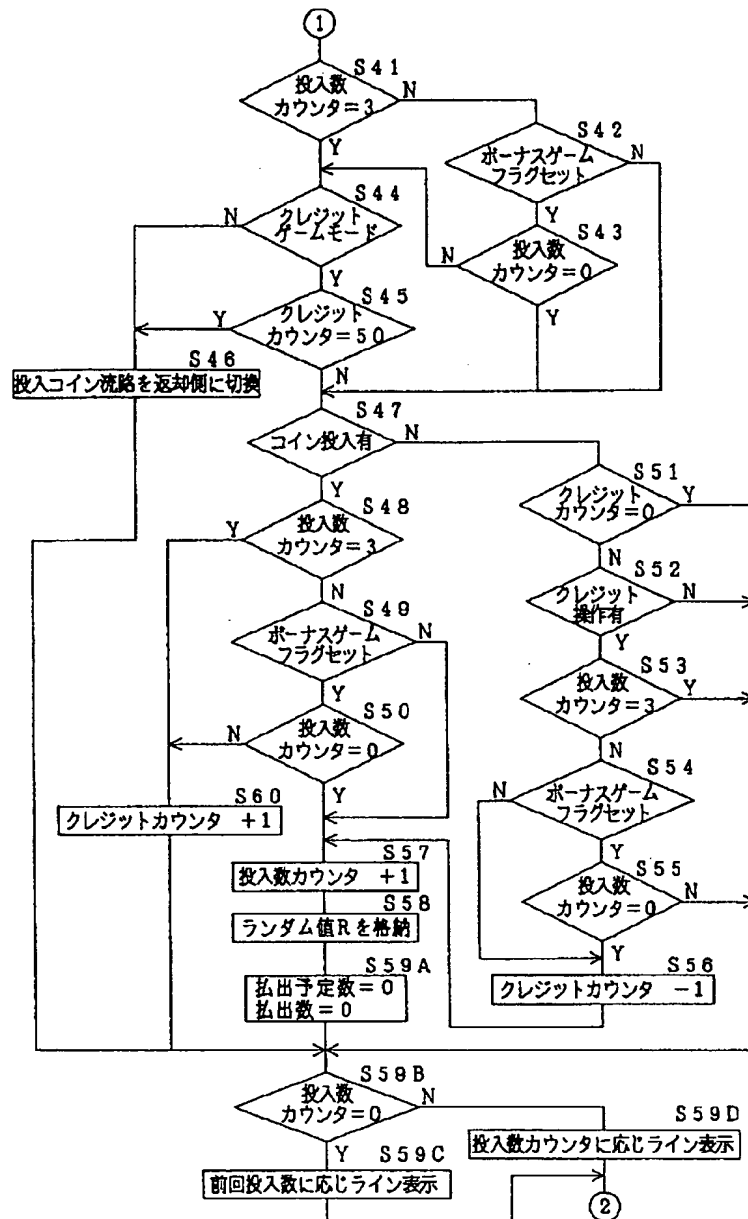 1
S41
投入数
カウンタ=3
N
Y
S42
ボーナスゲーム
フラグセット
N
Y
S43
投入数
カウンタ=0
N
Y
S44
クレジット
ゲームモード
N
Y
S45
クレジット
カウンタ=50
Y
N
S46
投入コイン流路を返却側に切換
S47
コイン投入有
N
Y
S48
投入数
カウンタ=3
Y
N
S49
ボーナスゲーム
フラグセット
N
Y
S50
投入数
カウンタ=0
N
Y
S60
クレジットカウンタ +1
S51
クレジット
カウンタ=0
Y
N
S52
クレジット
操作有
N
Y
S53
投入数
カウンタ=3
Y
N
S54
ボーナスゲーム
フラグセット
N
Y
S55
投入数
カウンタ=0
N
Y
S56
クレジットカウンタ -1
S57
投入数カウンタ +1
S58
ランダム値Rを格納
S59A
払出予定数=0
払出数=0
S59B
投入数
カウンタ=0
N
Y
S59C
前回投入数に応じライン表示
S59D
投入数カウンタに応じライン表示
2